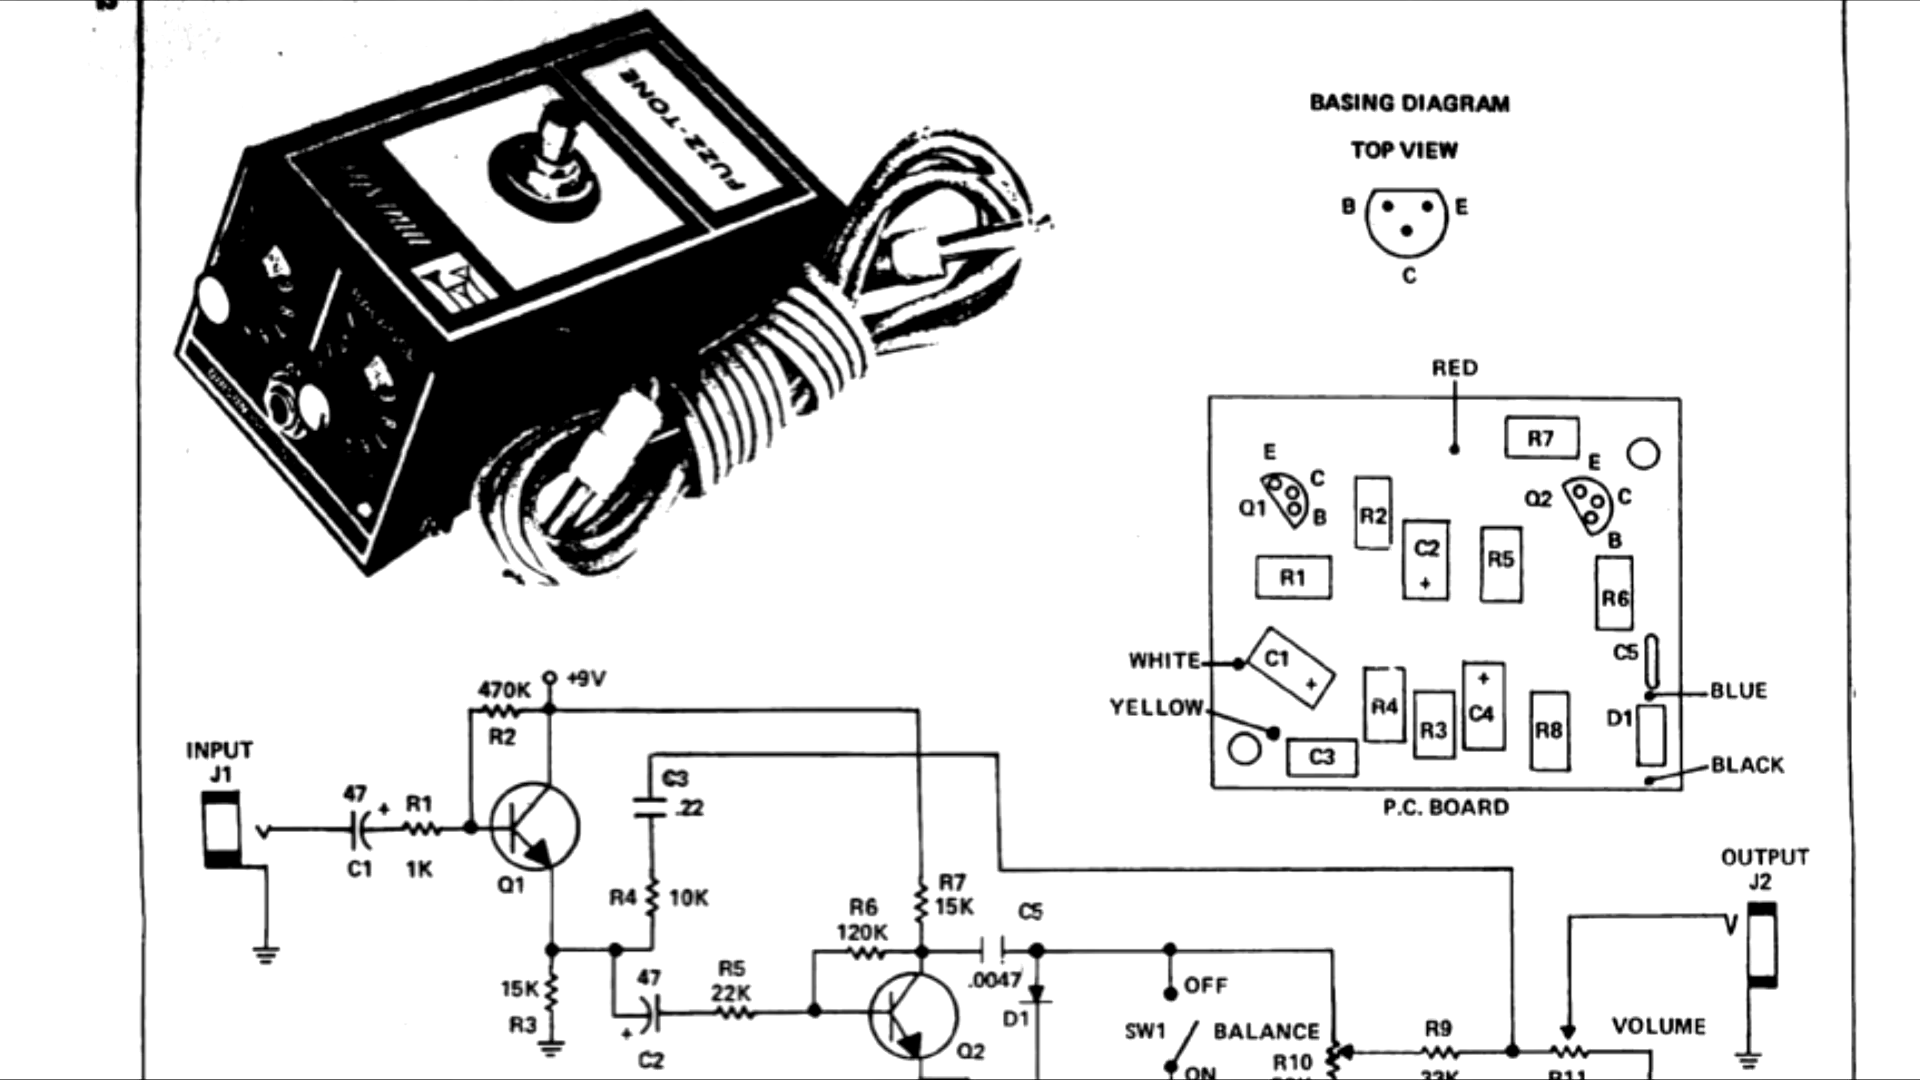 FUZZ-TONE
BASING DIAGRAM
TOP VIEW
B
E
C
RED
R7
E
C
Q1
B
R2
C2
+
R5
E
Q2
C
B
R1
R6
C5
WHITE
C1
+
BLUE
YELLOW
R4
R3
+
C4
R8
D1
C3
BLACK
P.C. BOARD
+9V
470K
R2
INPUT
J1
47
+
R1
C1
1K
Q1
C3
.22
R4
10K
R7
15K
R6
120K
C5
.0047
D1
OUTPUT
J2
15K
R3
47
+
C2
R5
22K
Q2
OFF
SW1
ON
BALANCE
R10
R9
VOLUME
R11